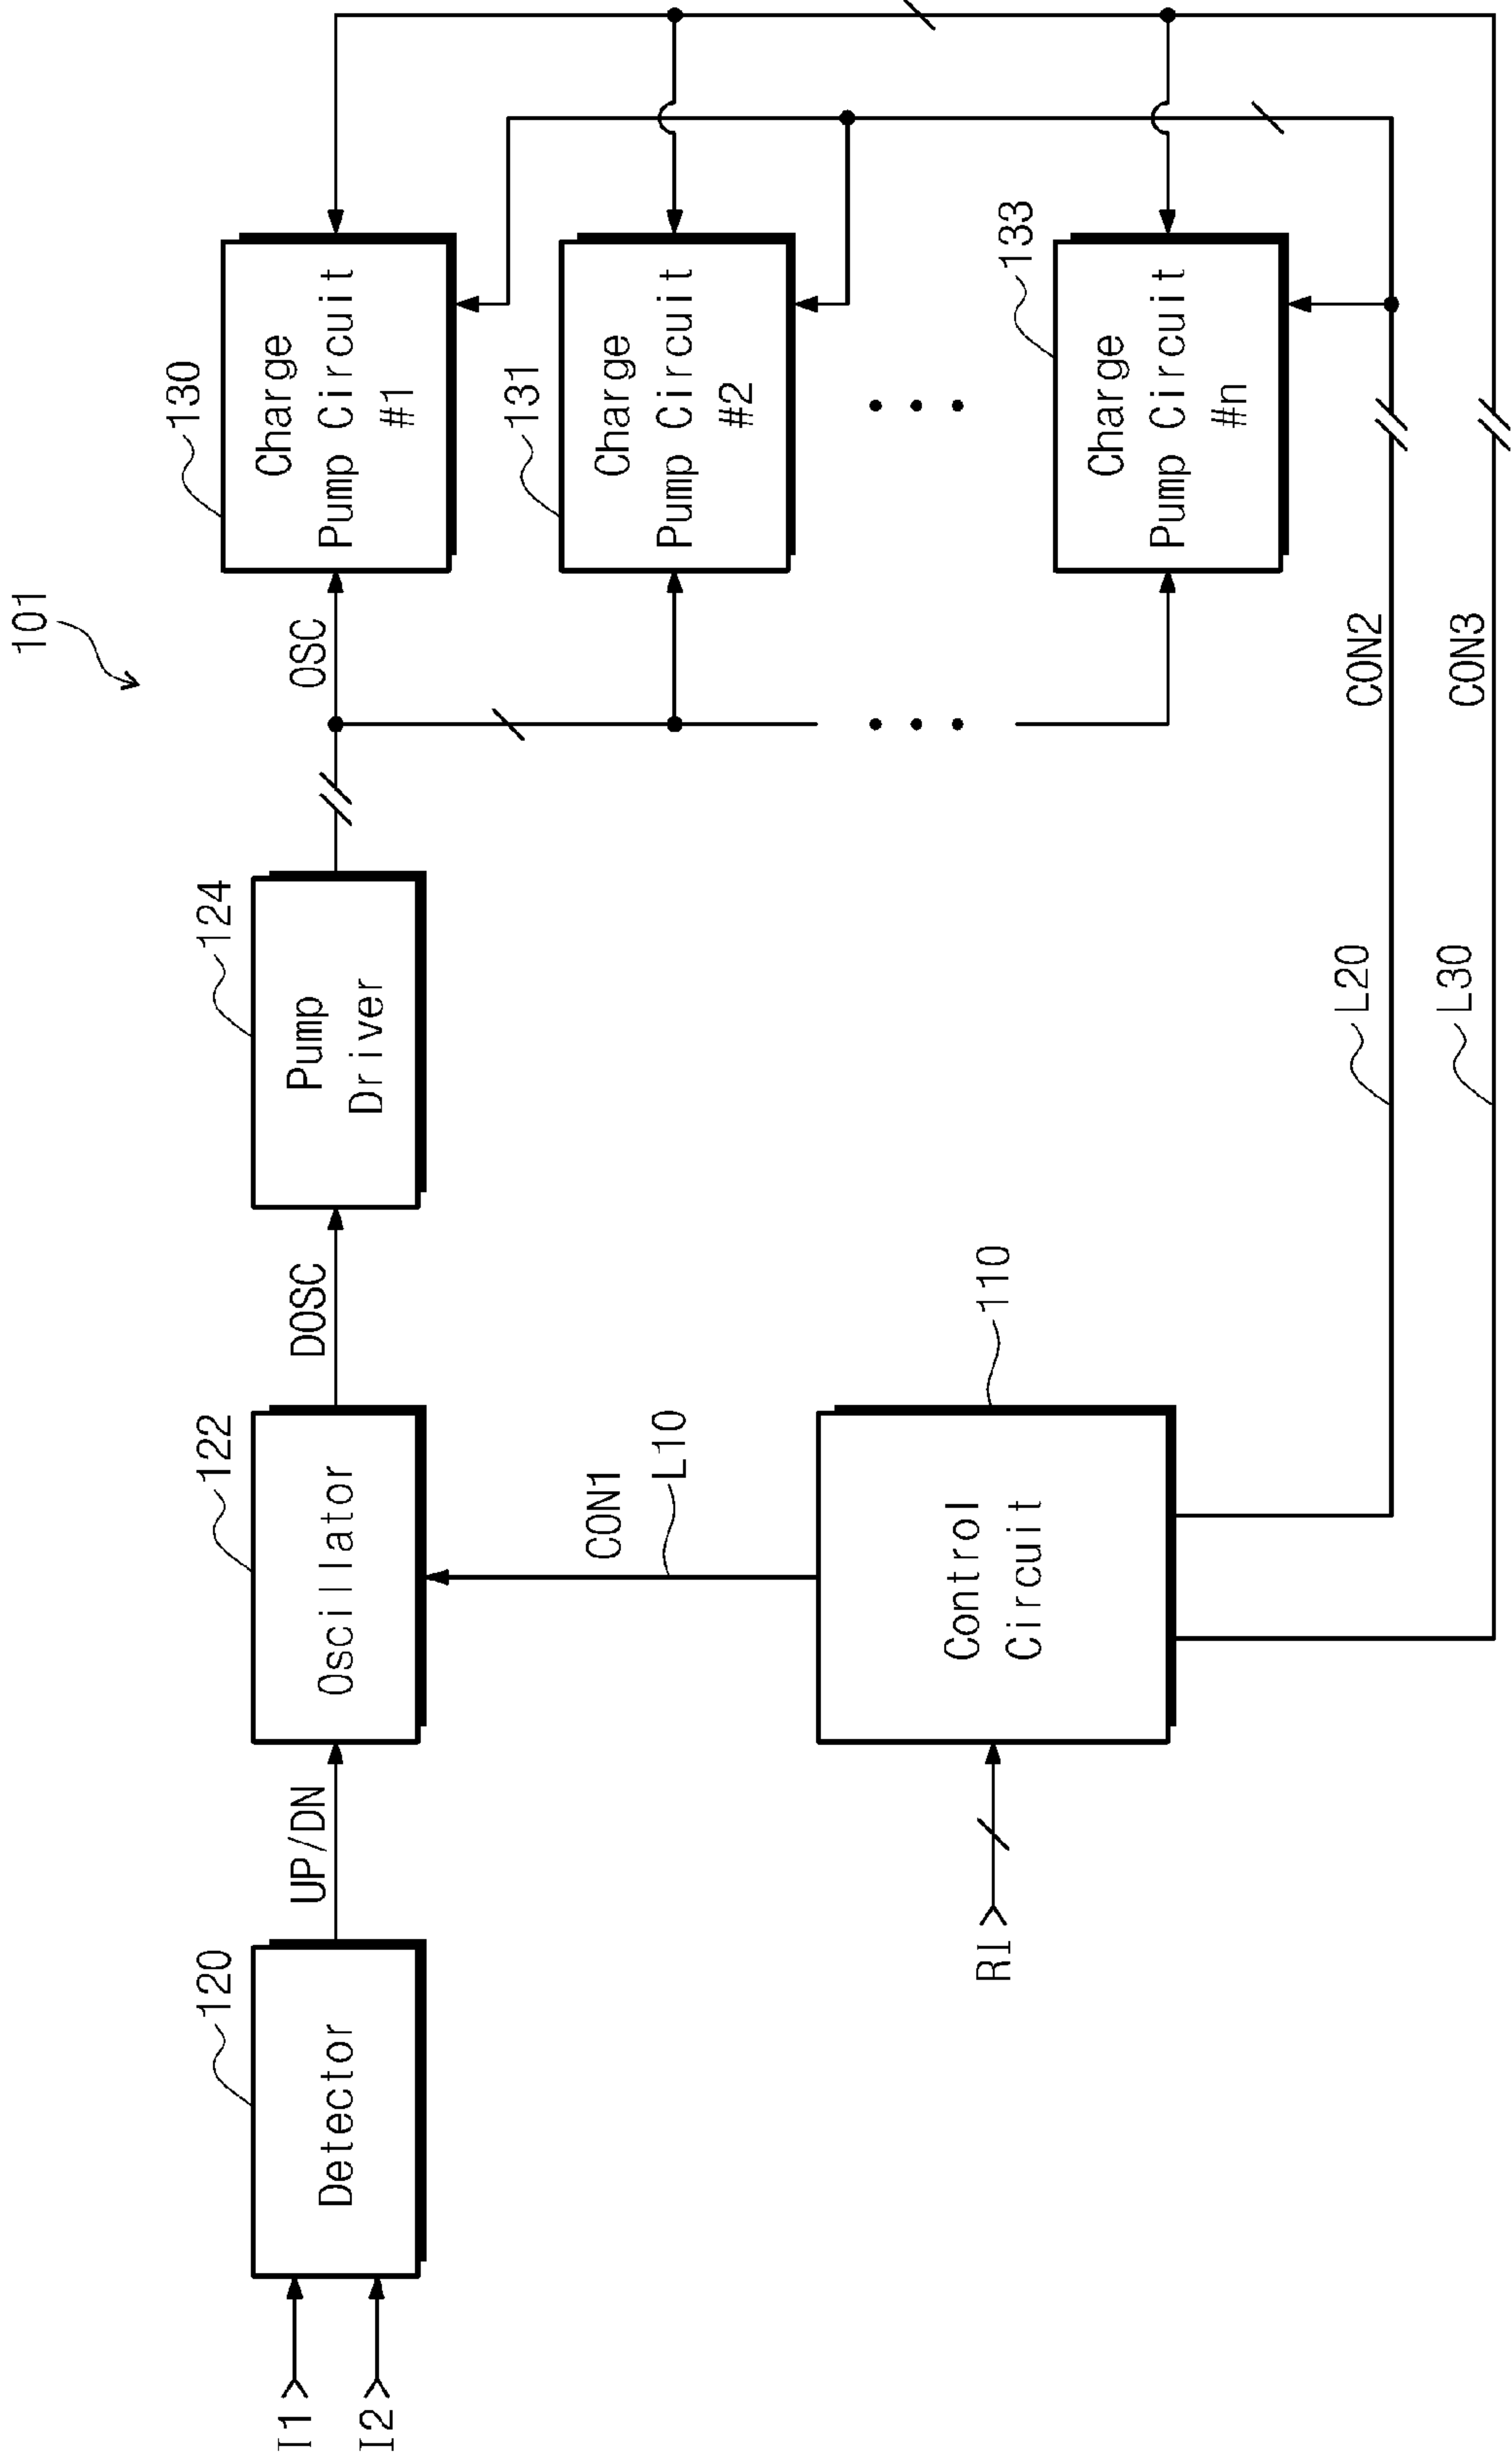 101
130
Charge
Pump Circuit
#1
131
Charge
Pump Circuit
#2
133
Charge
Pump Circuit
#n
OSC
124
Pump
Driver
DOSC
122
Oscillator
UP/DN
120
Detector
I1
I2
CON1
L10
110
Control
Circuit
RI
CON2
L20
CON3
L30